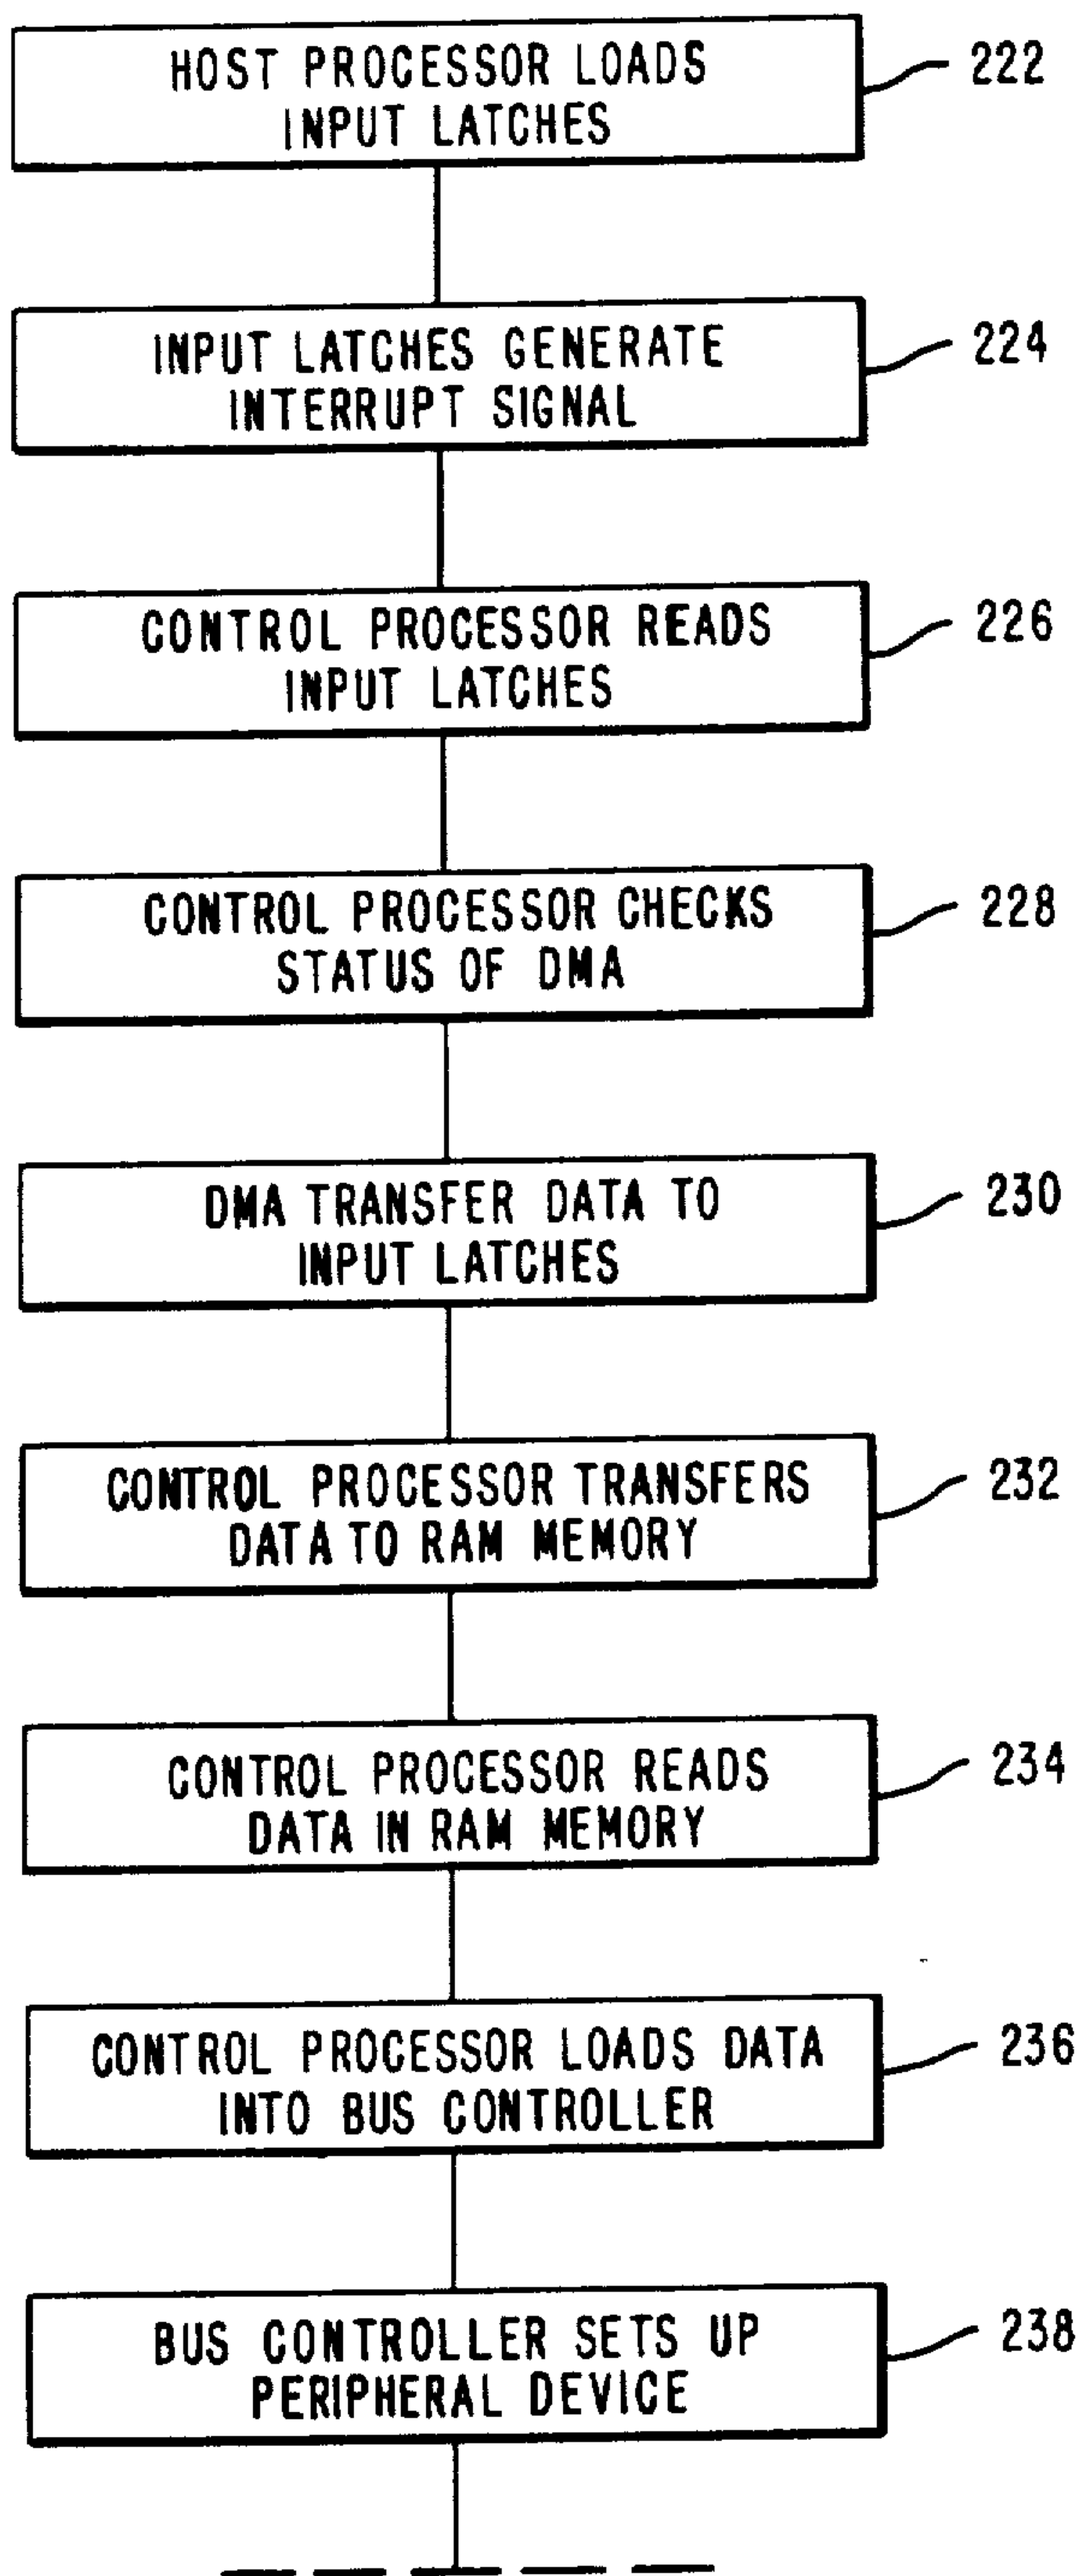 HOST PROCESSOR LOADS
INPUT LATCHES
222
INPUT LATCHES GENERATE
INTERRUPT SIGNAL
224
CONTROL PROCESSOR READS
INPUT LATCHES
226
CONTROL PROCESSOR CHECKS
STATUS OF DMA
228
DMA TRANSFER DATA TO
INPUT LATCHES
230
CONTROL PROCESSOR TRANSFERS
DATA TO RAM MEMORY
232
CONTROL PROCESSOR READS
DATA IN RAM MEMORY
234
CONTROL PROCESSOR LOADS DATA
INTO BUS CONTROLLER
236
BUS CONTROLLER SETS UP
PERIPHERAL DEVICE
238